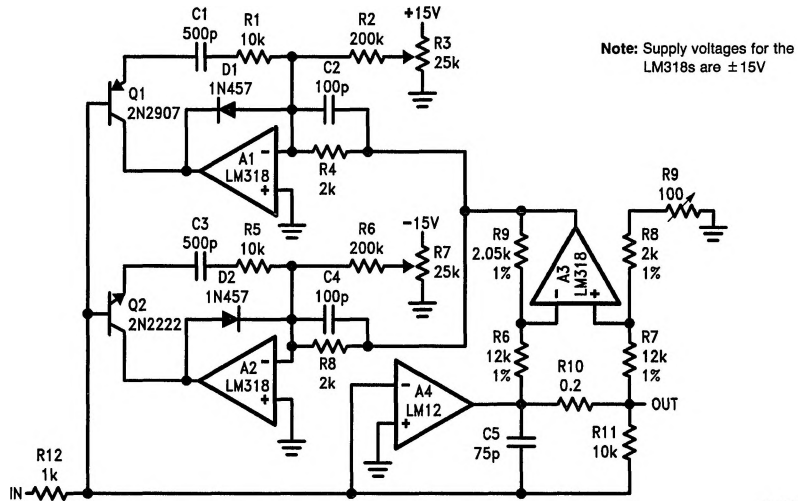 C1
500p
R1
10k
R2
200k
+15V
R3
25k
Note: Supply voltages for the
LM318s are ±15V
D1
1N457
C2
100p
Q1
2N2907
A1
LM318
-
+
R4
2k
C3
500p
R5
10k
R6
200k
-15V
R7
25k
D2
1N457
C4
100p
Q2
2N2222
A2
LM318
-
+
R8
2k
R9
2.05k
1%
A3
LM318
-
+
R9
100
R8
2k
1%
R6
12k
1%
R7
12k
1%
A4
LM12
-
+
R10
0.2
OUT
C5
75p
R11
10k
R12
1k
IN